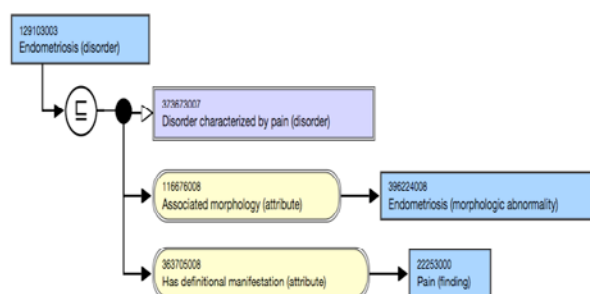 129103003
Endometriosis (disorder)
⊑
373673007
Disorder characterized by pain (disorder)
116676008
Associated morphology (attribute)
396224008
Endometriosis (morphologic abnormality)
363705008
Has definitional manifestation (attribute)
22253000
Pain (finding)